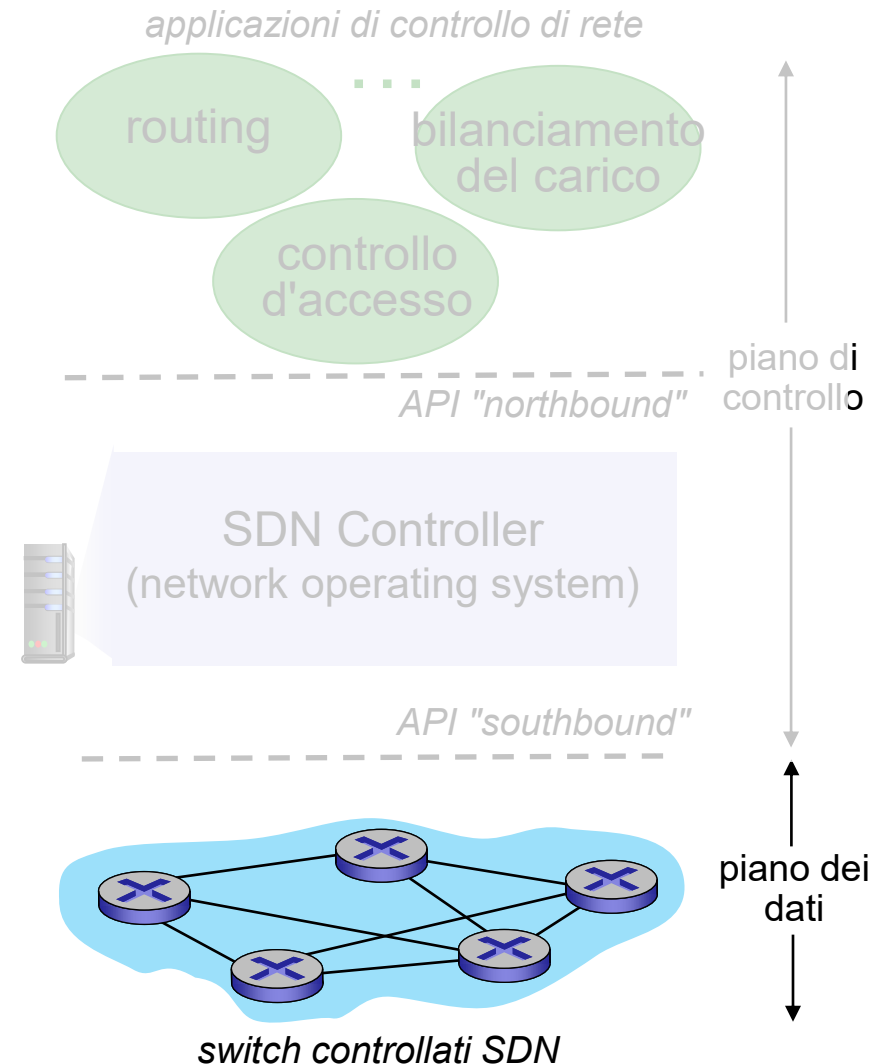 applicazioni di controllo di rete
. . .
routing
bilanciamento
del carico
controllo
d'accesso
piano di
controllo
API "northbound"
SDN Controller
(network operating system)
API "southbound"
piano dei
dati
switch controllati SDN